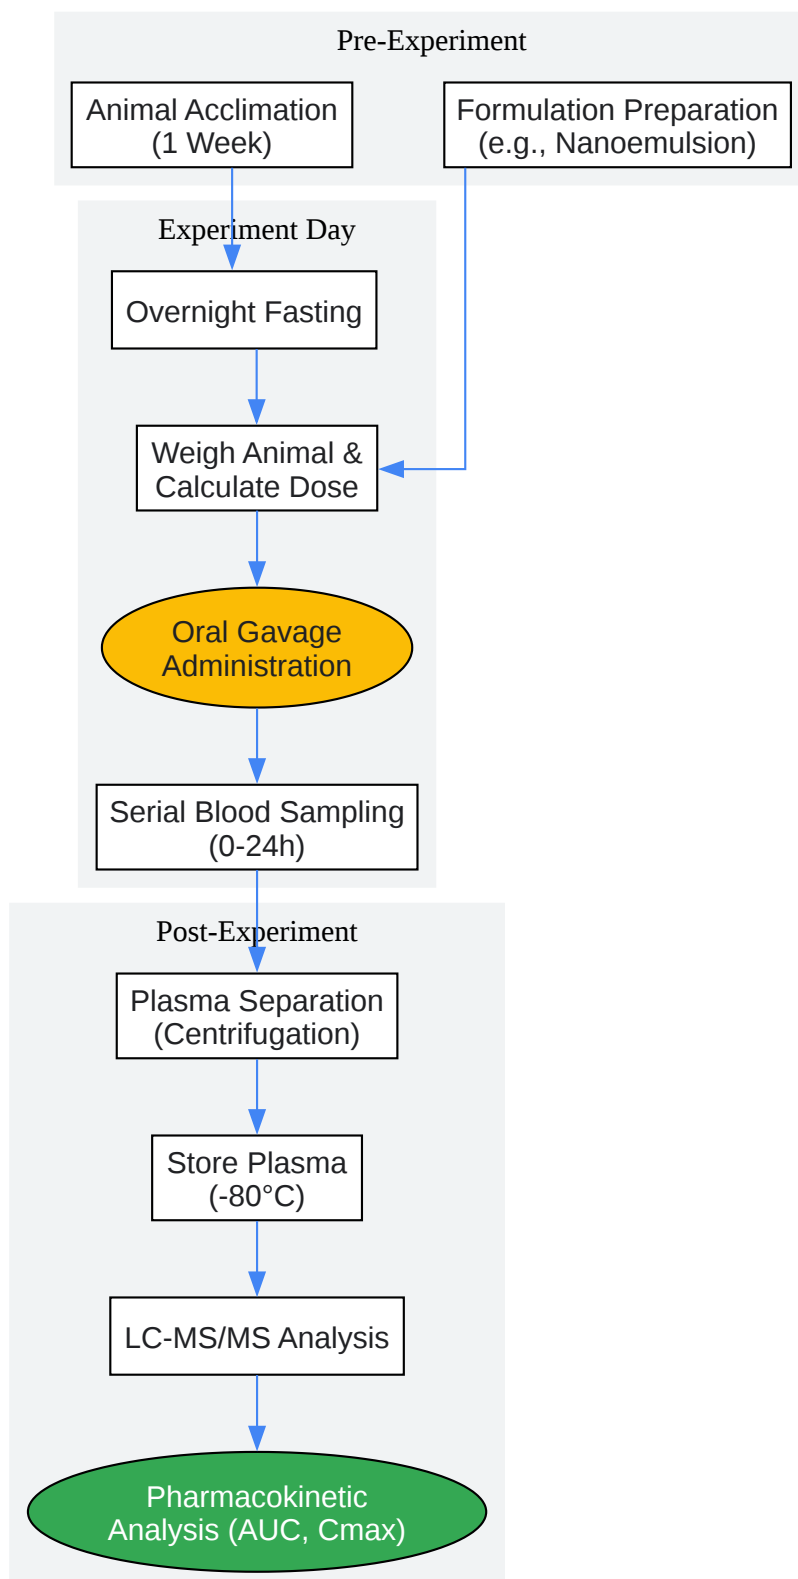 Pre-Experiment
Animal Acclimation
(1 Week)
Formulation Preparation
(e.g., Nanoemulsion)
Experiment Day
Overnight Fasting
Weigh Animal &
Calculate Dose
Oral Gavage
Administration
Serial Blood Sampling
(0-24h)
Post-Experiment
Plasma Separation
(Centrifugation)
Store Plasma
(-80°C)
LC-MS/MS Analysis
Pharmacokinetic
Analysis (AUC, Cmax)